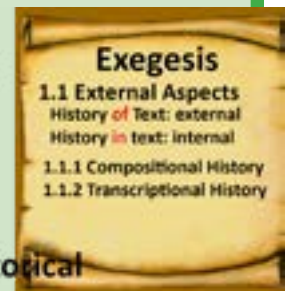 Exegesis
1.1 External Aspects
History of Text: external
History in text: internal
1.1.1 Compositional History
1.1.2 Transcriptional History